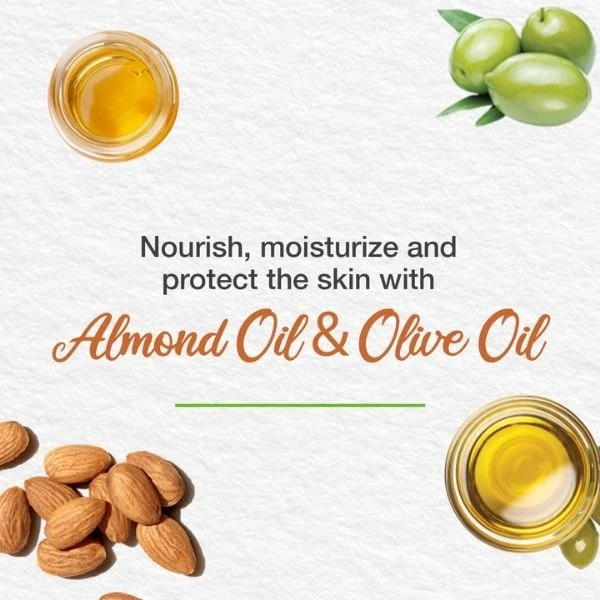 Nourish, moisturize and
protect the skin with
Almond Oil & Olive Oil